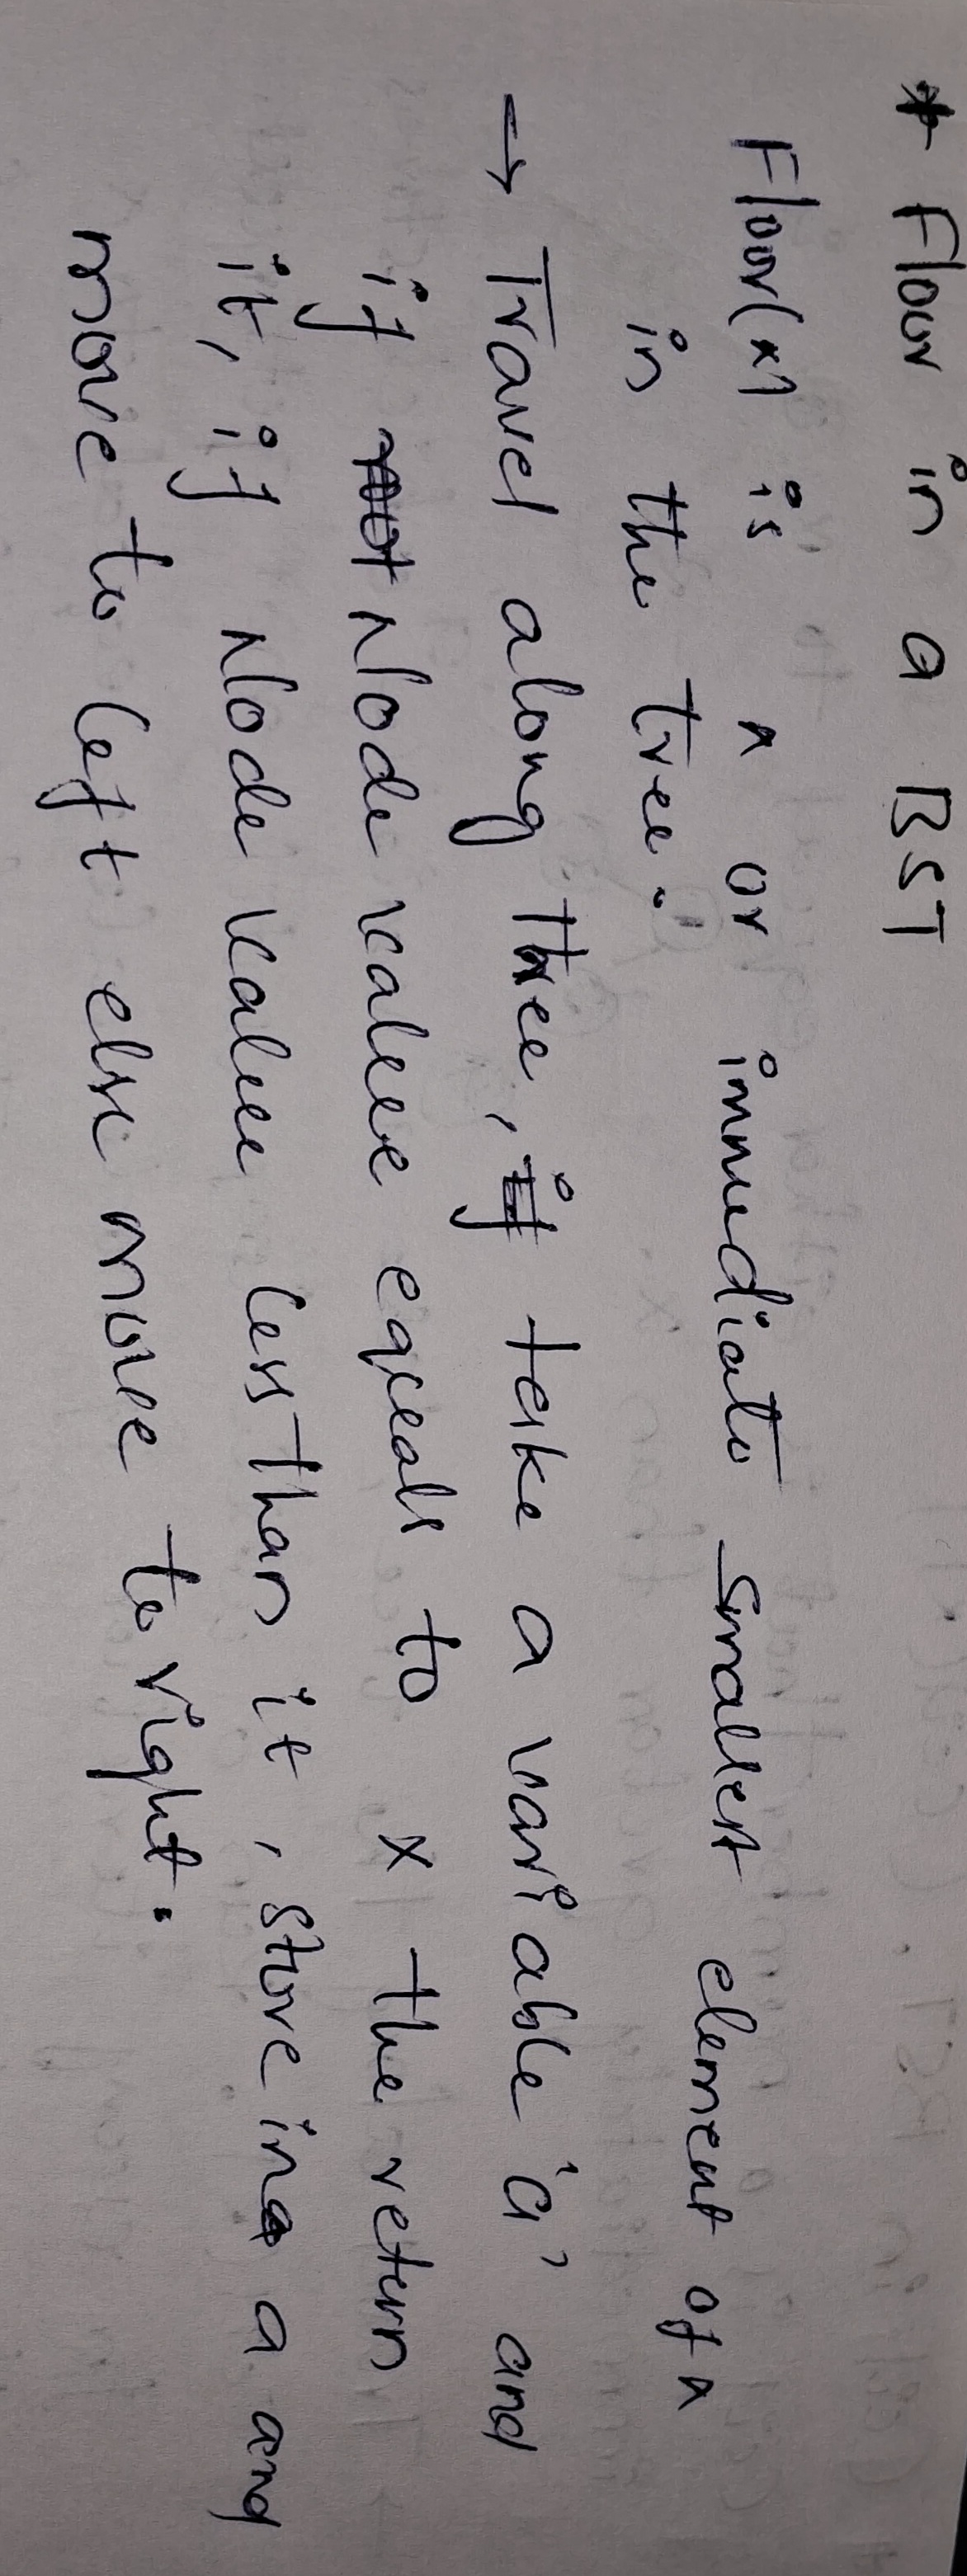 * Floor in a BST
Floor(x) is x or immediate smallest element of x
in the tree.
→ Travel along thee, take a variable 'a' and
if Node value equals to x the return
it, if Node value less than it, store in a and
move to left else move to right.